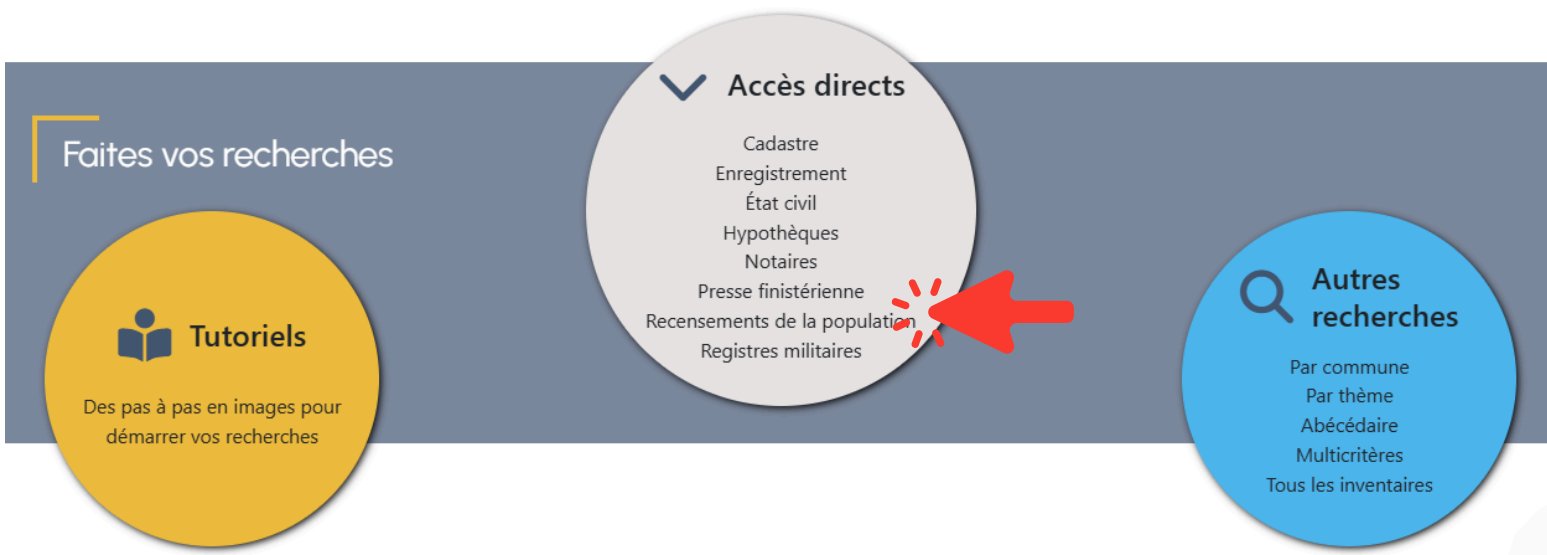 Faites vos recherches
Tutoriels
Des pas à pas en images pour
démarrer vos recherches
Accès directs
Cadastre
Enregistrement
État civil
Hypothèques
Notaires
Presse finistérienne
Recensements de la population
Registres militaires
Autres
recherches
Par commune
Par thème
Abécédaire
Multicritères
Tous les inventaires